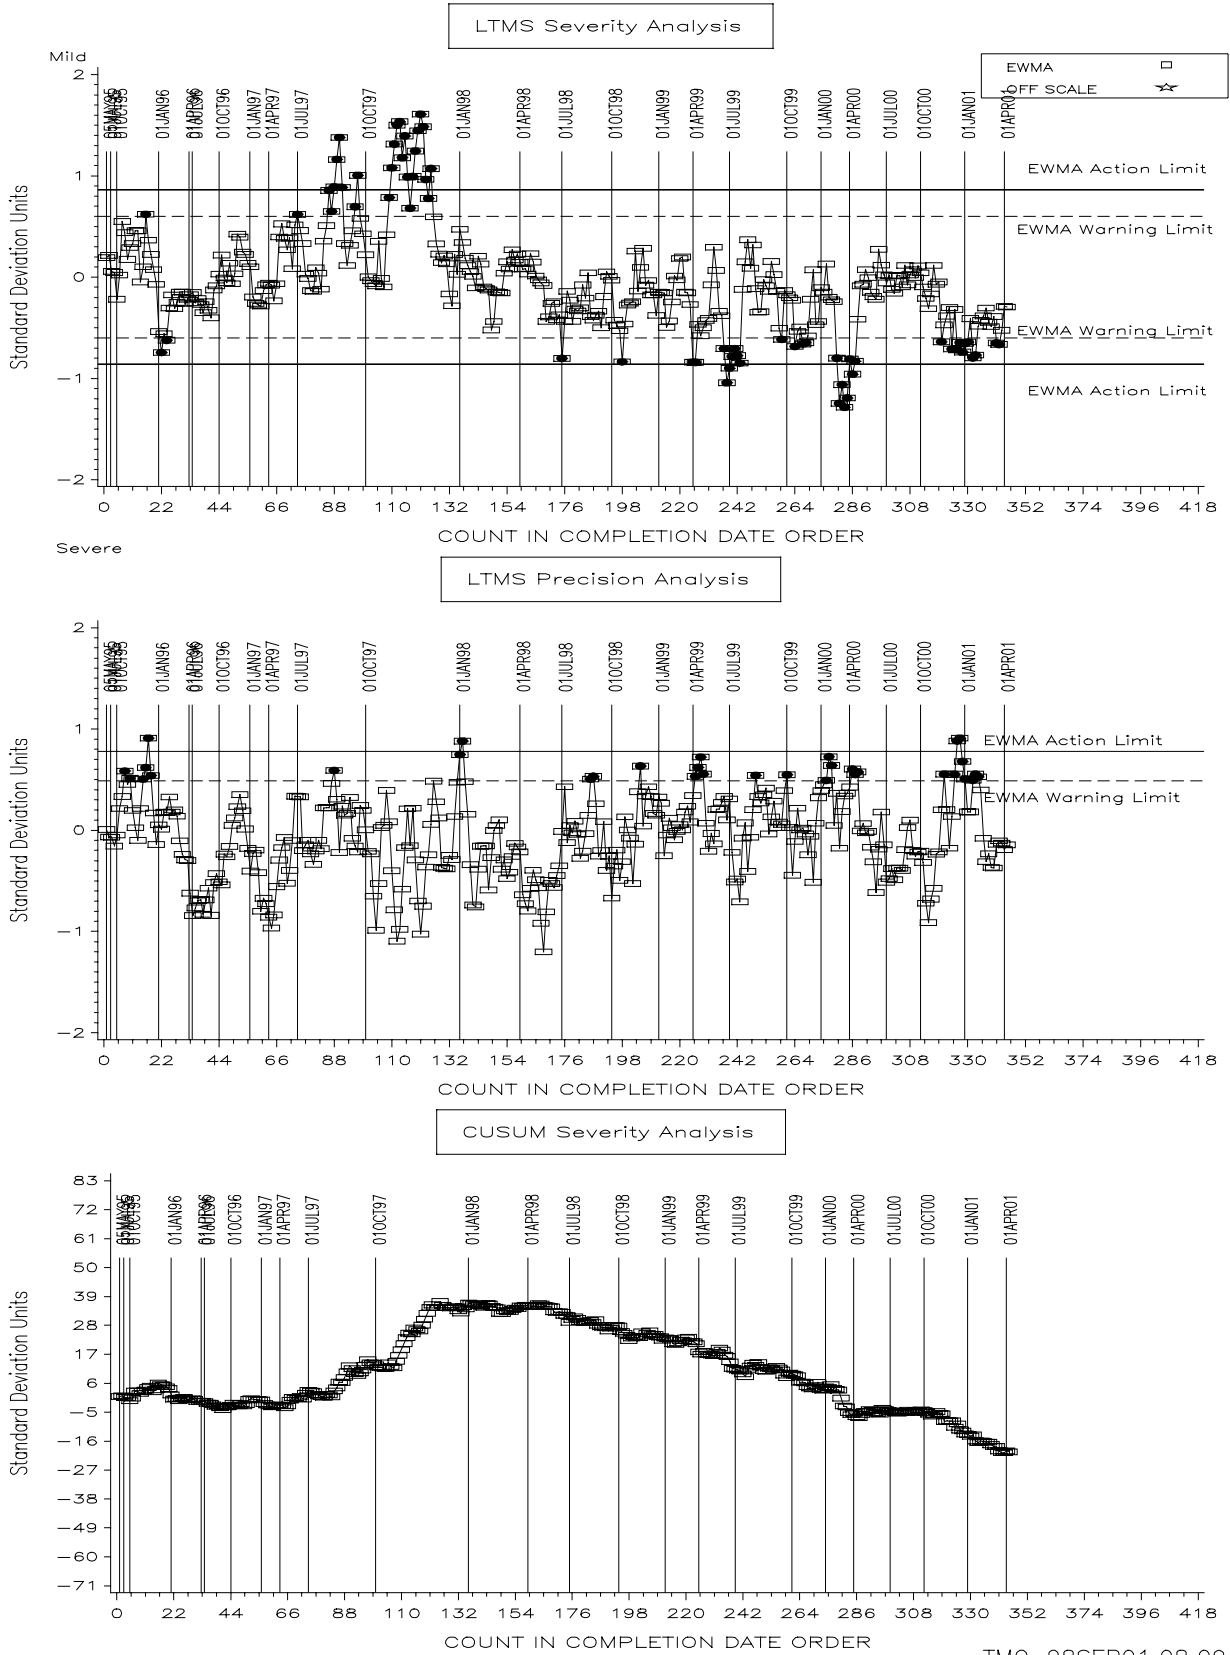 LTMS Severity Analysis
Mild
EWMA
OFF SCALE
2
1
0
−1
−2
Standard Deviation Units
01OCT95
01JAN96
01APR96
01OCT96
01JAN97
01APR97
01JUL97
01OCT97
01JAN98
01APR98
01JUL98
01OCT98
01JAN99
01APR99
01JUL99
01OCT99
01JAN00
01APR00
01JUL00
01OCT00
01JAN01
01APR01
EWMA Action Limit
EWMA Warning Limit
EWMA Warning Limit
EWMA Action Limit
0 22 44 66 88 110 132 154 176 198 220 242 264 286 308 330 352 374 396 418
COUNT IN COMPLETION DATE ORDER
Severe
LTMS Precision Analysis
2
1
0
−1
−2
Standard Deviation Units
01OCT95
01JAN96
01APR96
01OCT96
01JAN97
01APR97
01JUL97
01OCT97
01JAN98
01APR98
01JUL98
01OCT98
01JAN99
01APR99
01JUL99
01OCT99
01JAN00
01APR00
01JUL00
01OCT00
01JAN01
01APR01
EWMA Action Limit
EWMA Warning Limit
0 22 44 66 88 110 132 154 176 198 220 242 264 286 308 330 352 374 396 418
COUNT IN COMPLETION DATE ORDER
CUSUM Severity Analysis
83
72
61
50
39
28
17
6
−5
−16
−27
−38
−49
−60
−71
Standard Deviation Units
01OCT95
01JAN96
01APR96
01OCT96
01JAN97
01APR97
01JUL97
01OCT97
01JAN98
01APR98
01JUL98
01OCT98
01JAN99
01APR99
01JUL99
01OCT99
01JAN00
01APR00
01JUL00
01OCT00
01JAN01
01APR01
0 22 44 66 88 110 132 154 176 198 220 242 264 286 308 330 352 374 396 418
COUNT IN COMPLETION DATE ORDER